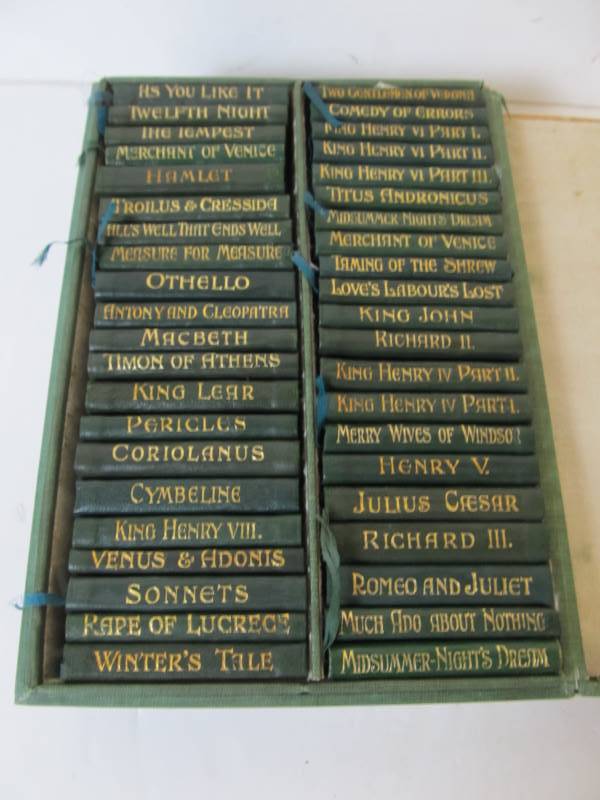 AS YOU LIKE IT
TWELFTH NIGHT
THE TEMPEST
MERCHANT OF VENICE
HAMLET
TROILUS & CRESSIDA
ALL'S WELL THAT ENDS WELL
MEASURE FOR MEASURE
OTHELLO
ANTONY AND CLEOPATRA
MACBETH
TIMON OF ATHENS
KING LEAR
PERICLES
CORIOLANUS
CYMBELINE
KING HENRY VIII.
VENUS & ADONIS
SONNETS
RAPE OF LUCRECE
WINTER'S TALE
TWO GENTLEMEN OF VERONA
COMEDY OF ERRORS
KING HENRY VI PART I.
KING HENRY VI PART II.
KING HENRY VI PART III.
TITUS ANDRONICUS
MIDSUMMER NIGHT'S DREAM
MERCHANT OF VENICE
TAMING OF THE SHREW
LOVE'S LABOUR'S LOST
KING JOHN
RICHARD II.
KING HENRY IV PART II.
KING HENRY IV PART I.
MERRY WIVES OF WINDSOR
HENRY V.
JULIUS CÆSAR
RICHARD III.
ROMEO AND JULIET
MUCH ADO ABOUT NOTHING
MIDSUMMER-NIGHT'S DREAM